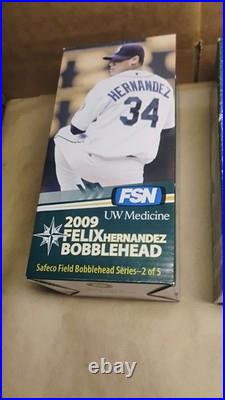 HERNANDEZ
34
FSN
UW Medicine
2009
FELIX HERNANDEZ
BOBBLEHEAD
Safeco Field Bobblehead Series-2 of 5